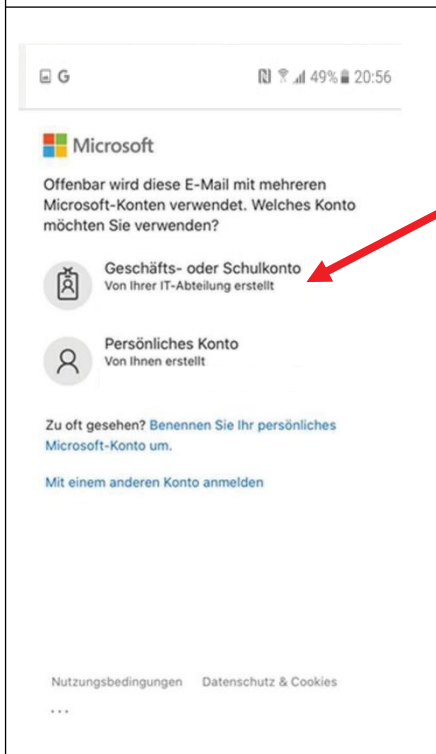 G 49% 20:56
Microsoft
Offenbar wird diese E-Mail mit mehreren
Microsoft-Konten verwendet. Welches Konto
möchten Sie verwenden?
Geschäfts- oder Schulkonto
Von Ihrer IT-Abteilung erstellt
Persönliches Konto
Von Ihnen erstellt
Zu oft gesehen? Benennen Sie Ihr persönliches
Microsoft-Konto um.
Mit einem anderen Konto anmelden
Nutzungsbedingungen Datenschutz & Cookies
...